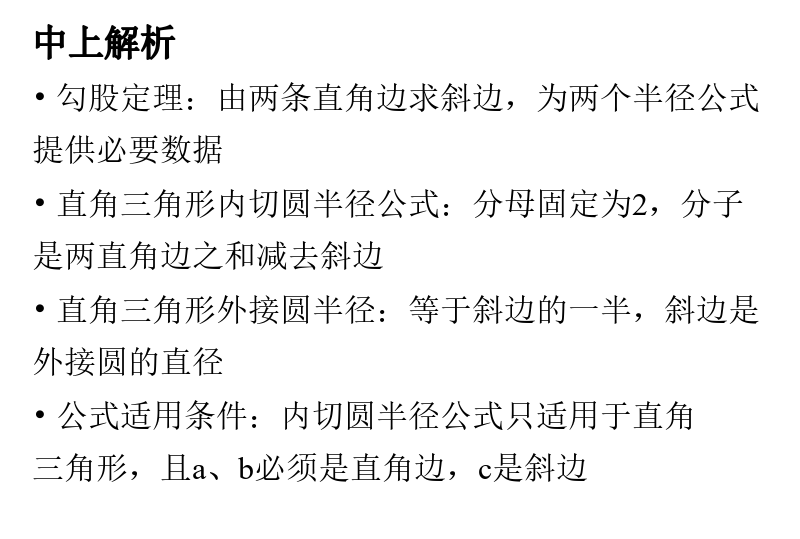 中上解析
• 勾股定理：由两条直角边求斜边，为两个半径公式
提供必要数据
• 直角三角形内切圆半径公式：分母固定为2，分子
是两直角边之和减去斜边
• 直角三角形外接圆半径：等于斜边的一半，斜边是
外接圆的直径
• 公式适用条件：内切圆半径公式只适用于直角
三角形，且a、b必须是直角边，c是斜边